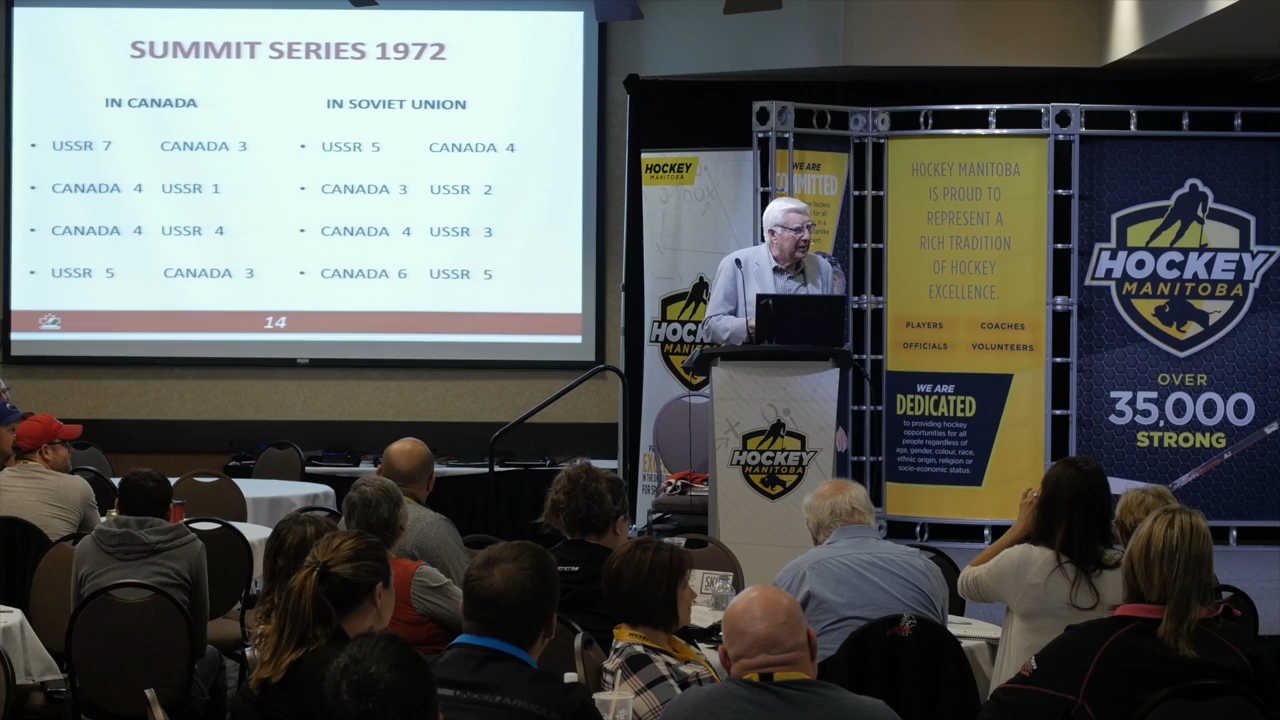 SUMMIT SERIES 1972
IN CANADA
IN SOVIET UNION
• USSR 7 CANADA 3
• USSR 5 CANADA 4
• CANADA 4 USSR 1
• CANADA 3 USSR 2
• CANADA 4 USSR 4
• CANADA 4 USSR 3
• USSR 5 CANADA 3
• CANADA 6 USSR 5
14
HOCKEY
MANITOBA
WE ARE
HOCKEY MANITOBA
IS PROUD TO
REPRESENT A
RICH TRADITION
OF HOCKEY
EXCELLENCE.
PLAYERS COACHES
OFFICIALS VOLUNTEERS
WE ARE
DEDICATED
to providing hockey
opportunities for all
people regardless of
age, gender, colour, race,
ethnic origin, religion or
socio-economic status.
HOCKEY
MANITOBA
OVER
35,000
STRONG
HOCKEY
MANITOBA
CCM
UNDER ARMOUR